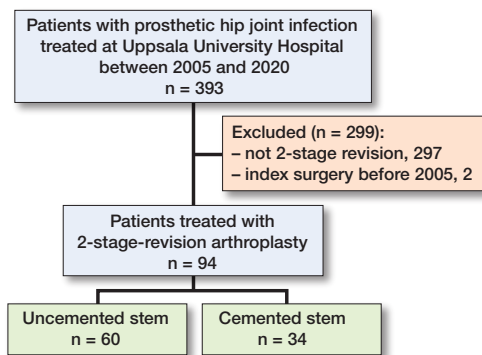 Patients with prosthetic hip joint infection
treated at Uppsala University Hospital
between 2005 and 2020
n = 393
Excluded (n = 299):
– not 2-stage revision, 297
– index surgery before 2005, 2
Patients treated with
2-stage-revision arthroplasty
n = 94
Uncemented stem
n = 60
Cemented stem
n = 34